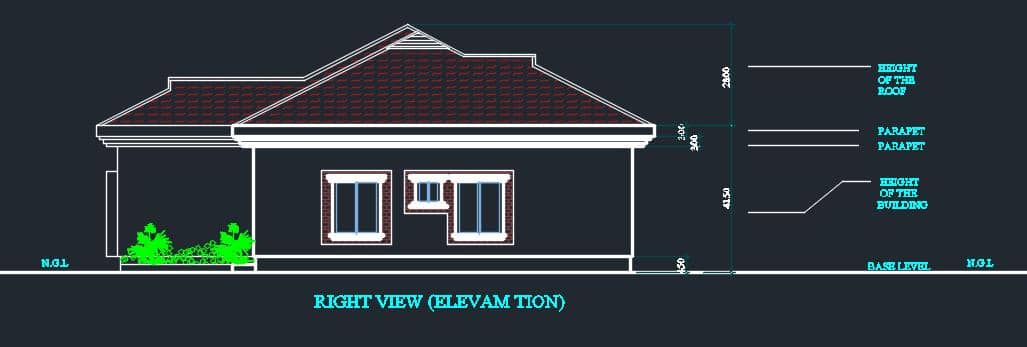 2800
HEIGHT
OF THE
ROOF
300
PARAPET
300
PARAPET
4150
HEIGHT
OF THE
BUILDING
N.G.L
450
BASE LEVEL
N.G.L
RIGHT VIEW (ELEVAM TION)